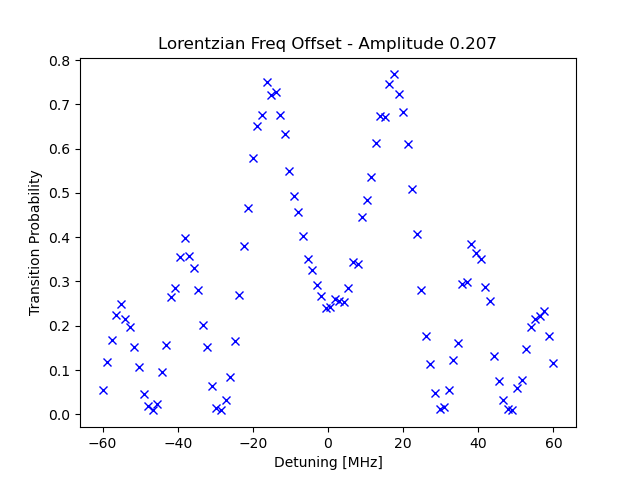 Lorentzian Freq Offset - Amplitude 0.207
Transition Probability
0.8
0.7
0.6
0.5
0.4
0.3
0.2
0.1
0.0
−60 −40 −20 0 20 40 60
Detuning [MHz]